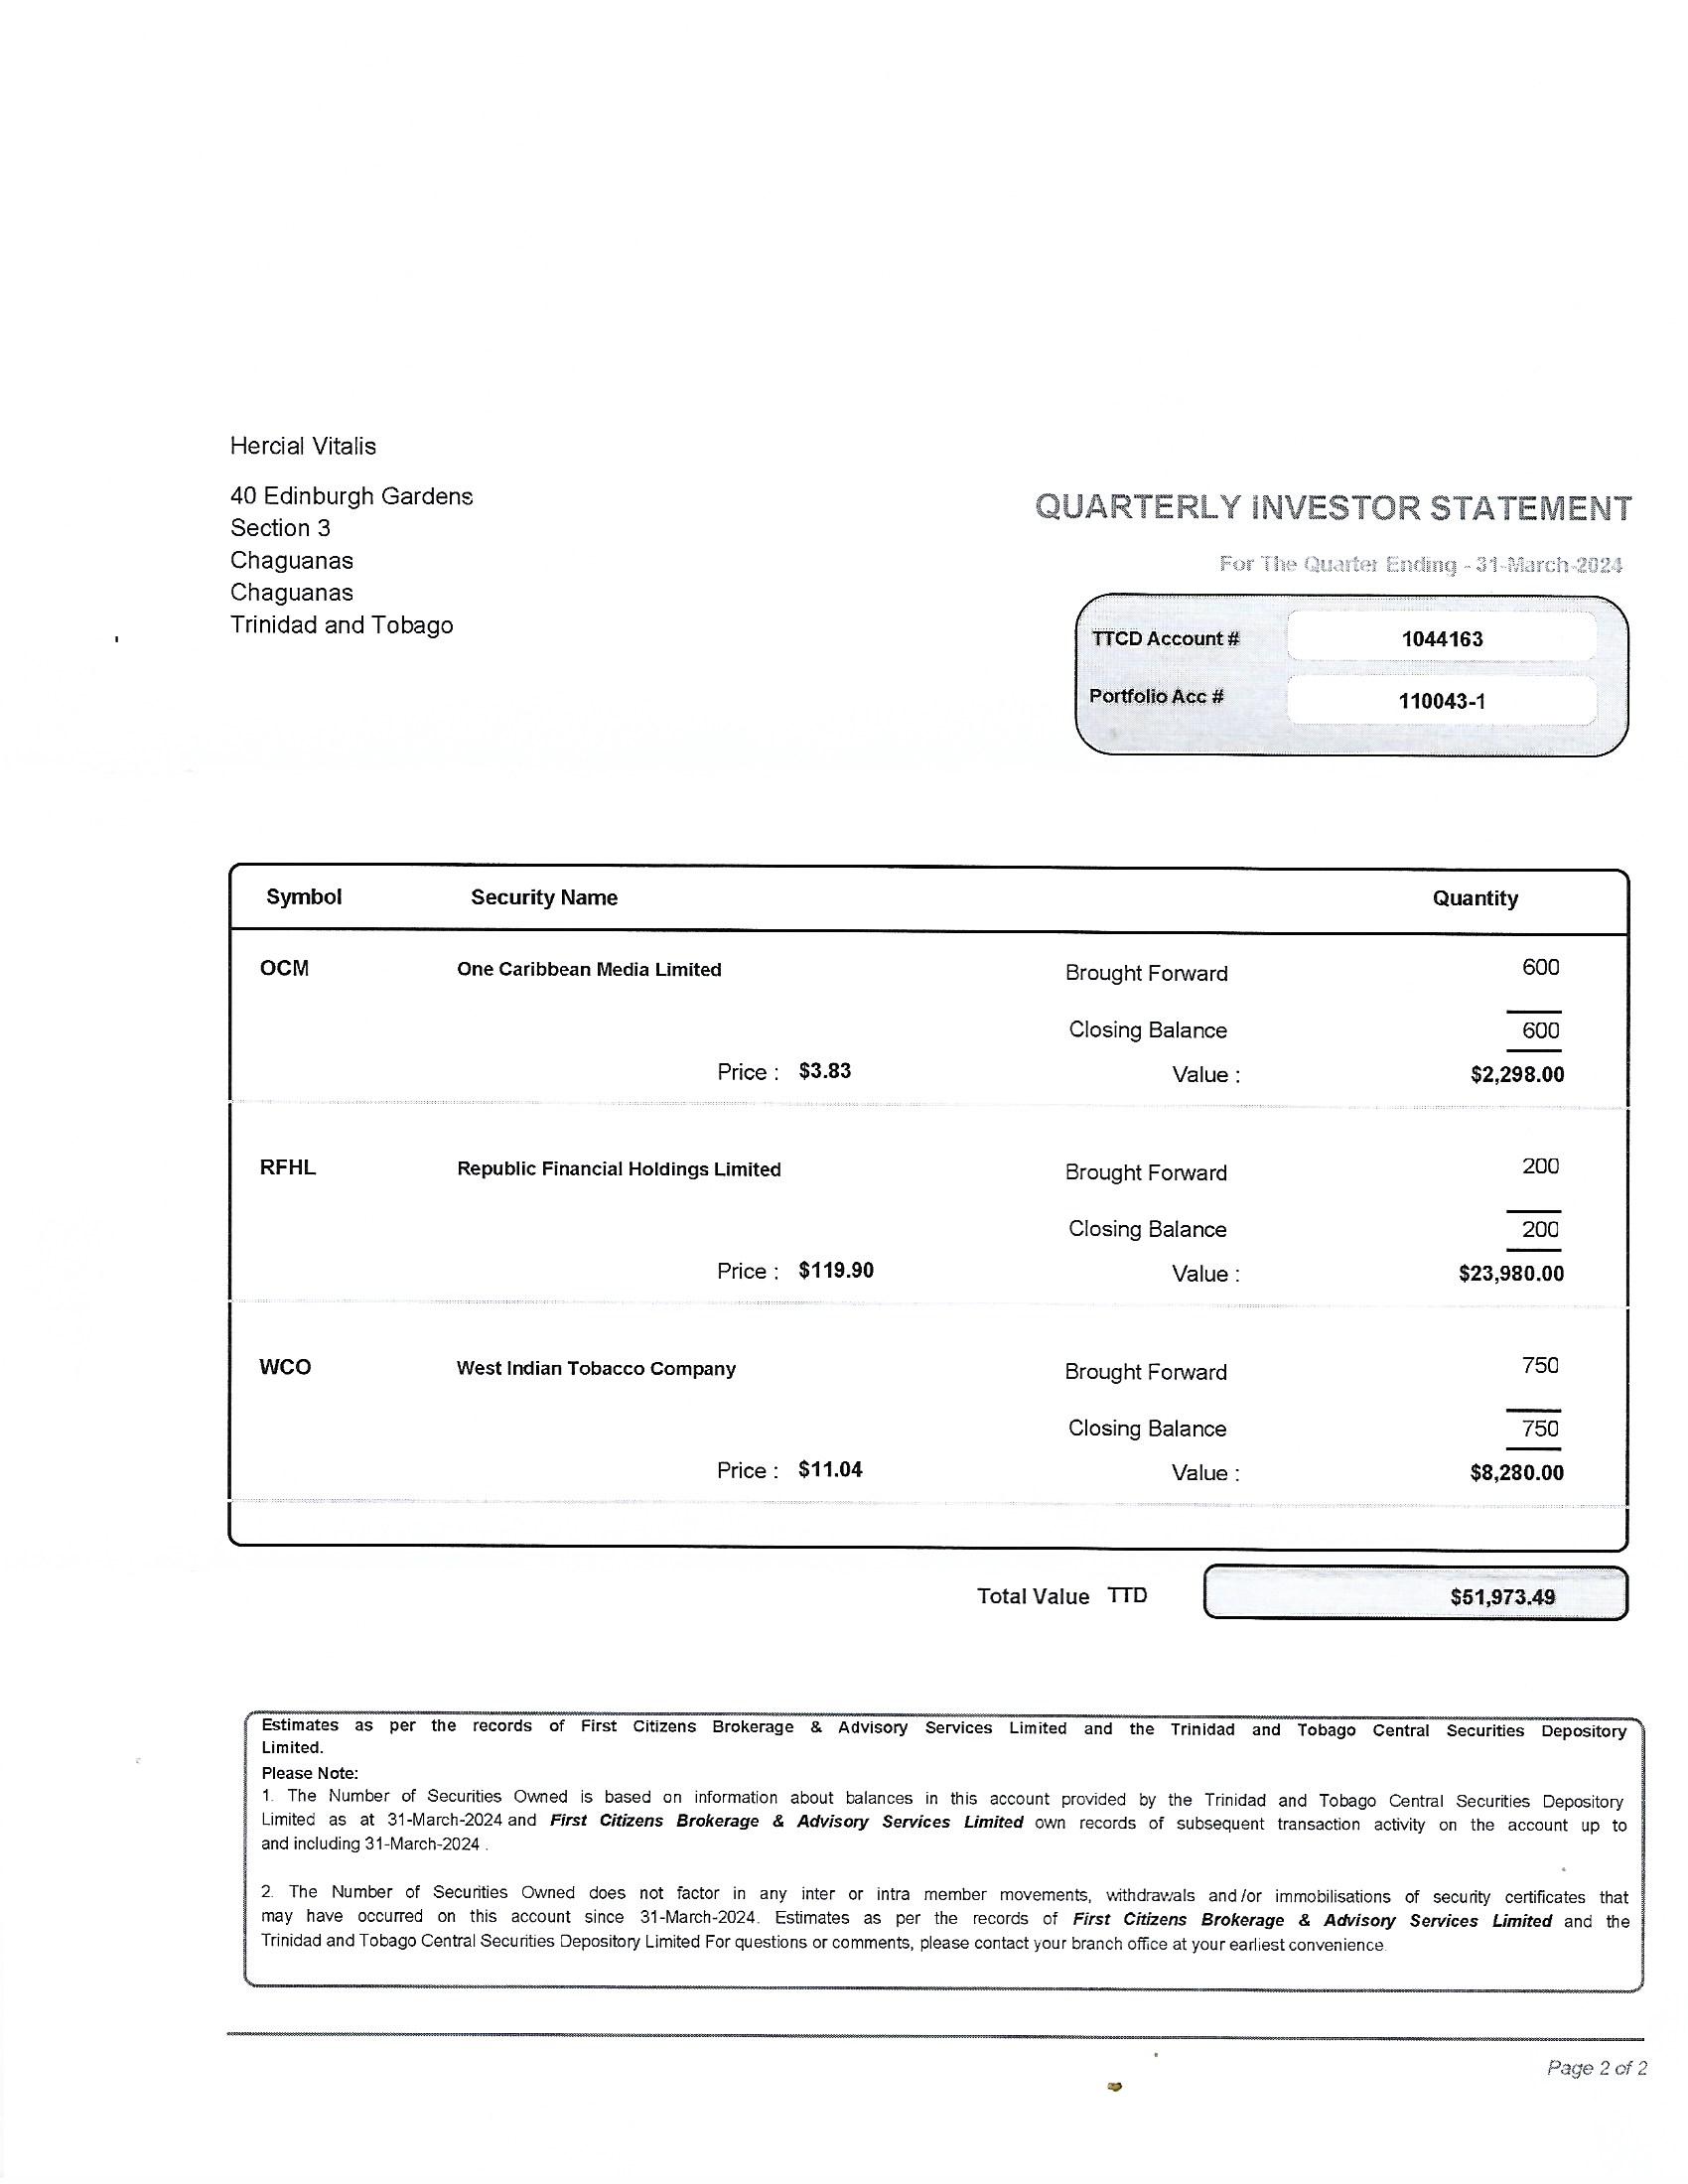 Hercial Vitalis
40 Edinburgh Gardens
Section 3
Chaguanas
Chaguanas
Trinidad and Tobago
QUARTERLY INVESTOR STATEMENT
For The Quarter Ending - 31-March-2024
TTCD Account # 1044163
Portfolio Acc # 110043-1
Symbol Security Name Quantity
OCM One Caribbean Media Limited Brought Forward 600
Closing Balance 600
Price : $3.83 Value : $2,298.00
RFHL Republic Financial Holdings Limited Brought Forward 200
Closing Balance 200
Price : $119.90 Value : $23,980.00
WCO West Indian Tobacco Company Brought Forward 750
Closing Balance 750
Price : $11.04 Value : $8,280.00
Total Value TTD $51,973.49
Estimates as per the records of First Citizens Brokerage & Advisory Services Limited and the Trinidad and Tobago Central Securities Depository
Limited.
Please Note:
1. The Number of Securities Owned is based on information about balances in this account provided by the Trinidad and Tobago Central Securities Depository
Limited as at 31-March-2024 and First Citizens Brokerage & Advisory Services Limited own records of subsequent transaction activity on the account up to
and including 31-March-2024 .
2. The Number of Securities Owned does not factor in any inter or intra member movements, withdrawals and/or immobilisations of security certificates that
may have occurred on this account since 31-March-2024. Estimates as per the records of First Citizens Brokerage & Advisory Services Limited and the
Trinidad and Tobago Central Securities Depository Limited For questions or comments, please contact your branch office at your earliest convenience.
Page 2 of 2